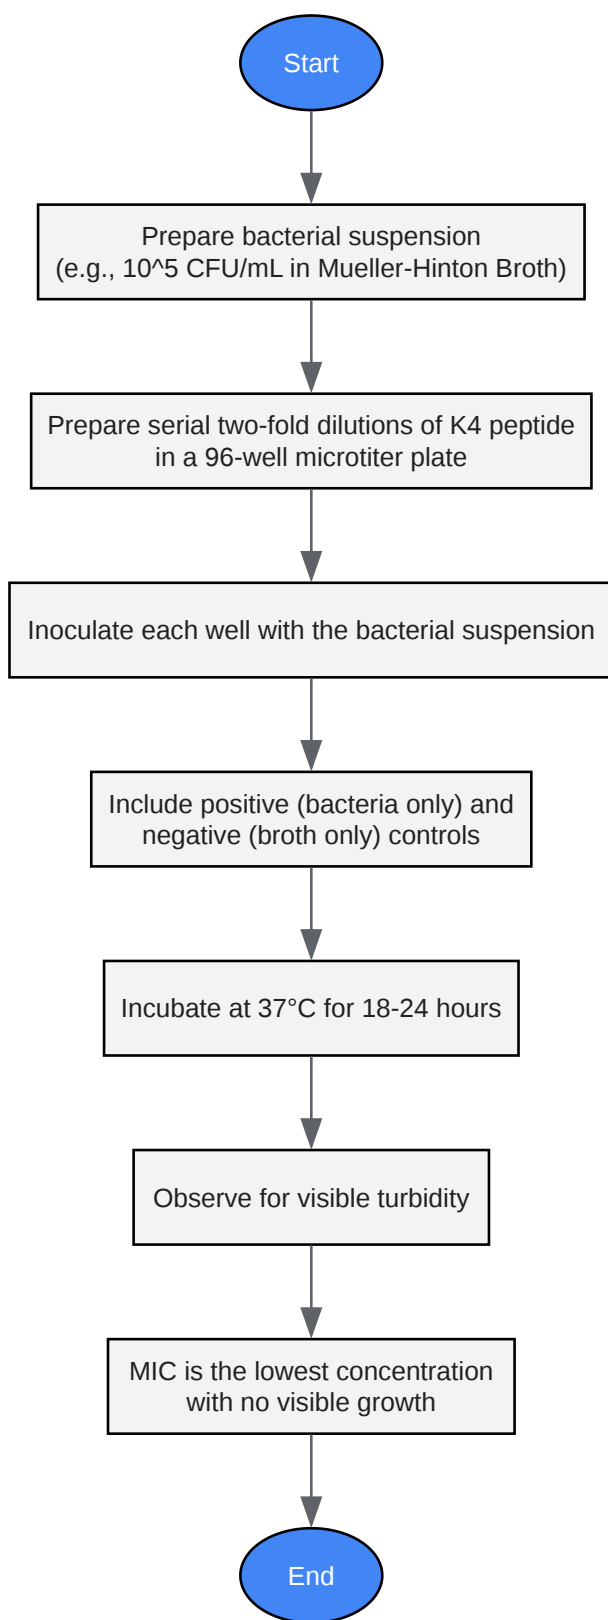 Start
Prepare bacterial suspension
(e.g., 10^5 CFU/mL in Mueller-Hinton Broth)
Prepare serial two-fold dilutions of K4 peptide
in a 96-well microtiter plate
Inoculate each well with the bacterial suspension
Include positive (bacteria only) and
negative (broth only) controls
Incubate at 37°C for 18-24 hours
Observe for visible turbidity
MIC is the lowest concentration
with no visible growth
End